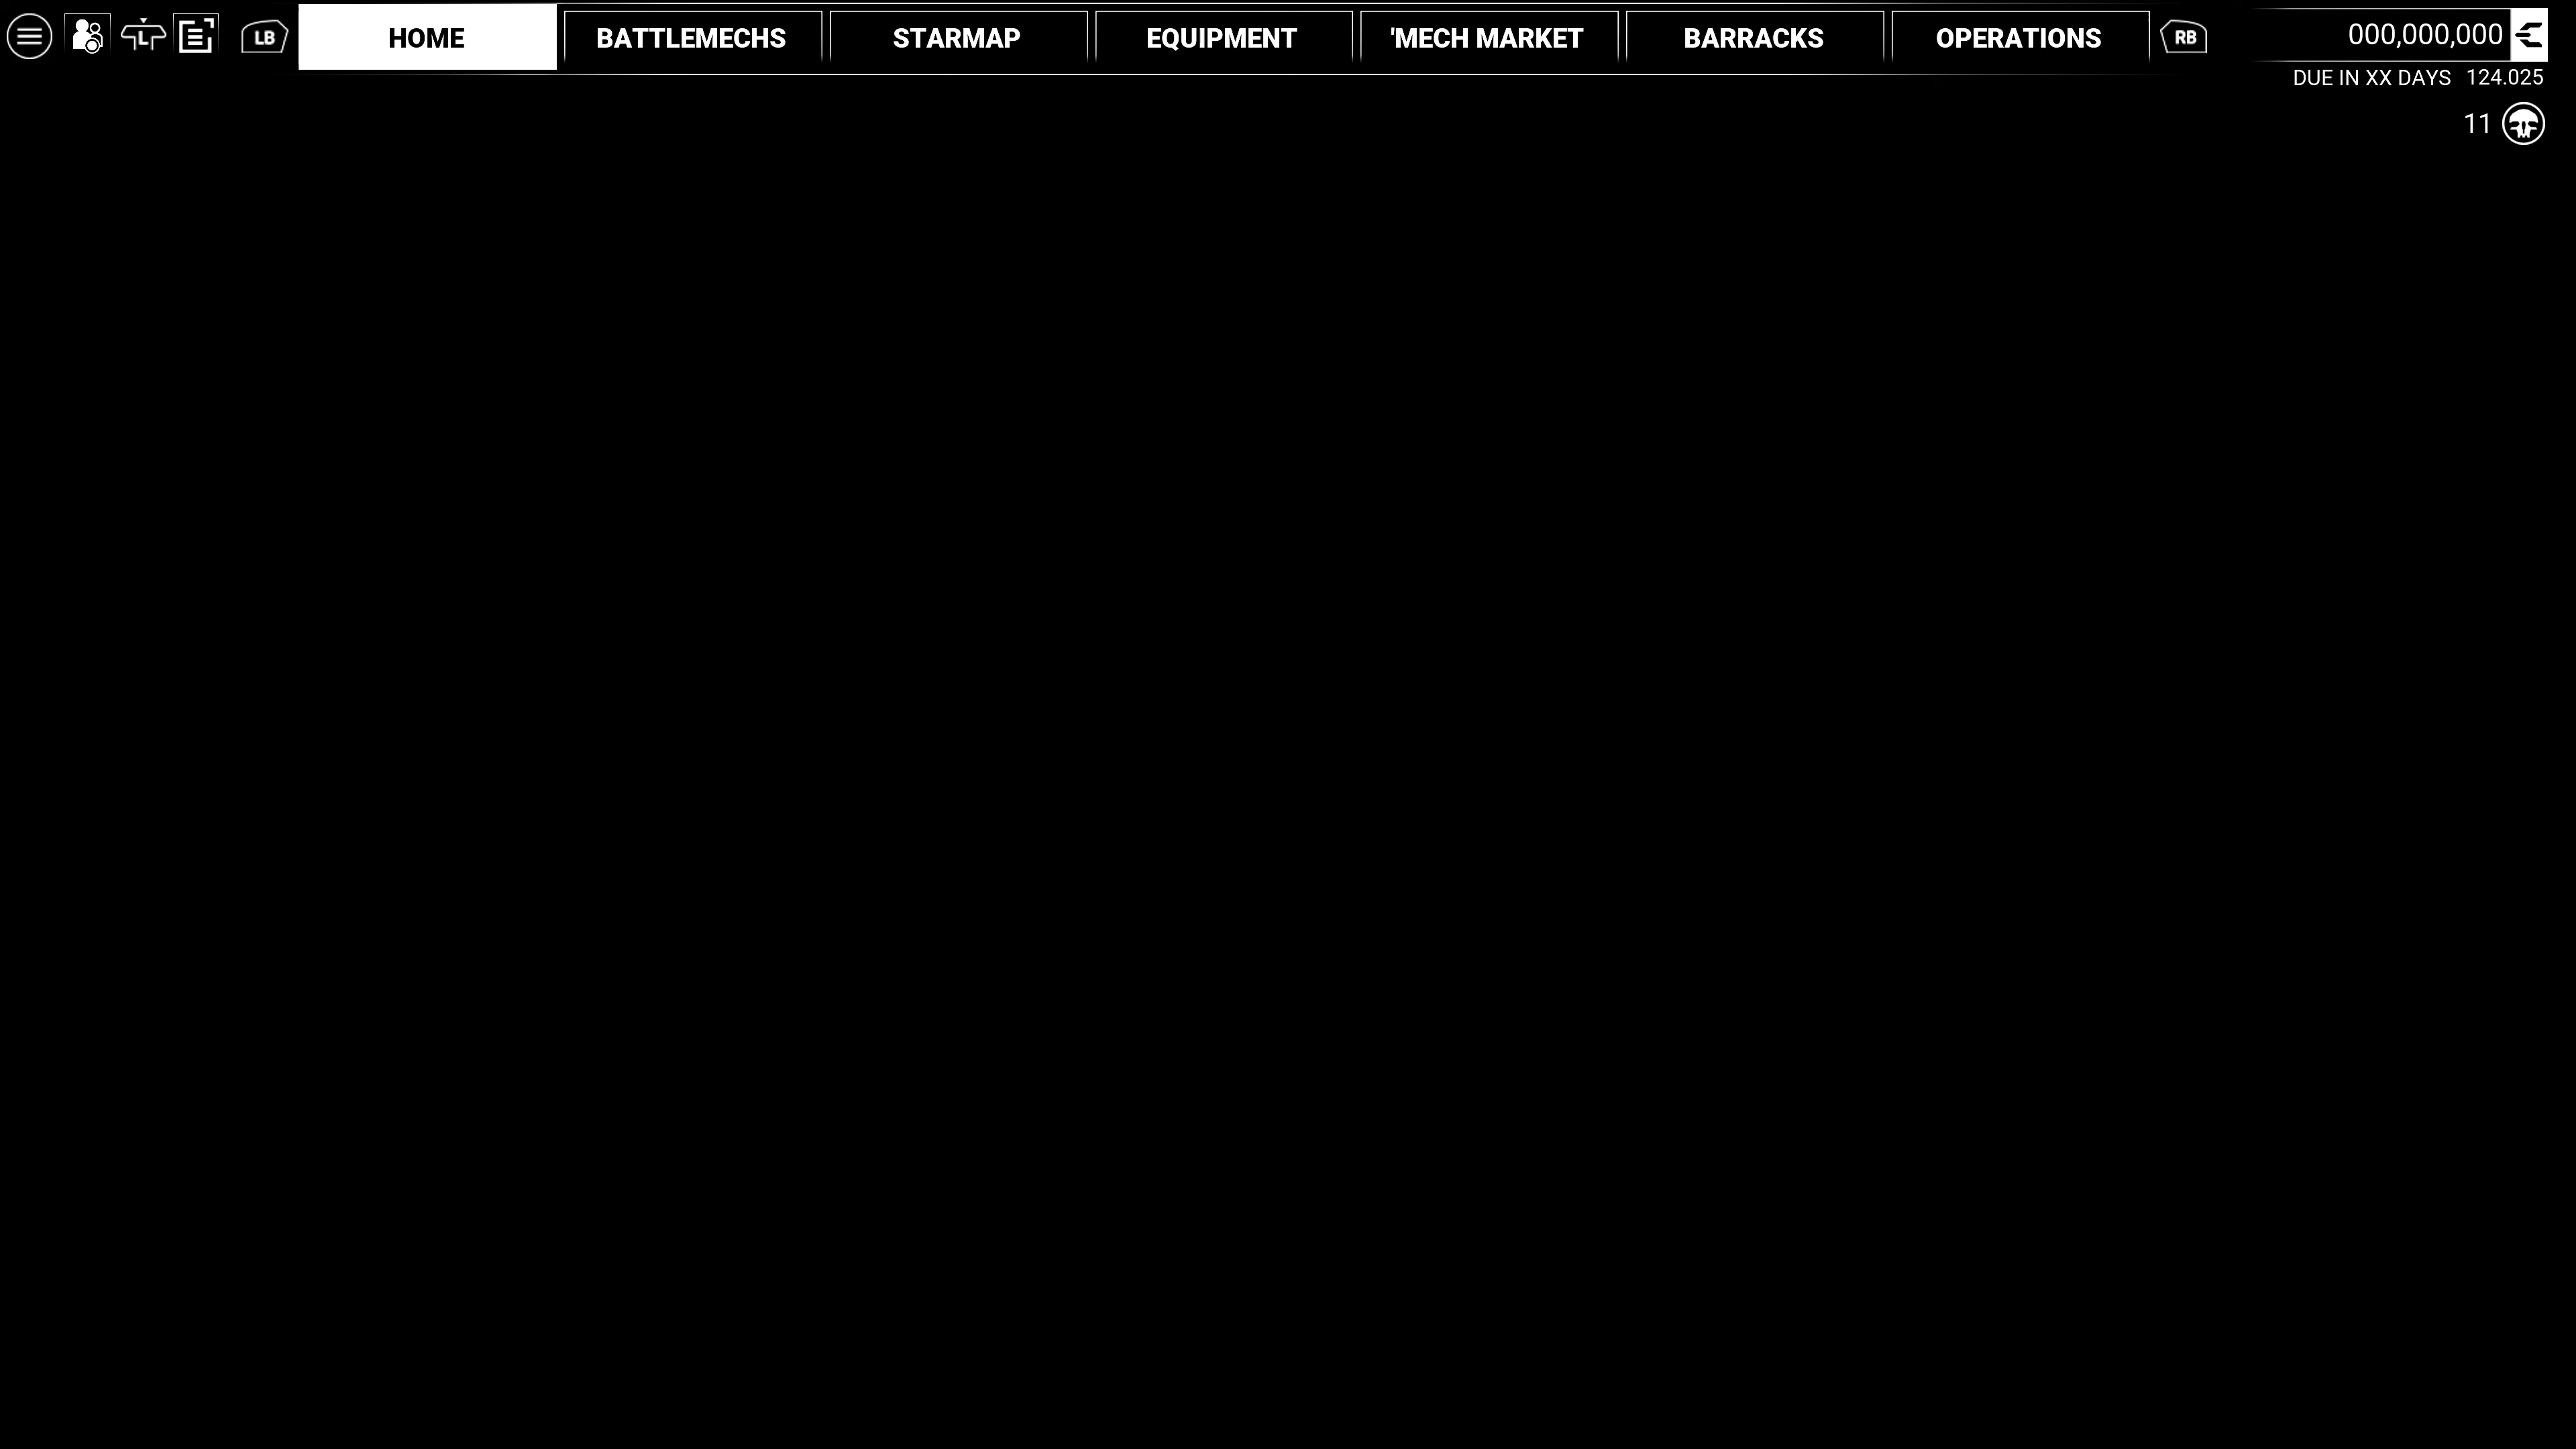 L LB HOME BATTLEMECHS STARMAP EQUIPMENT 'MECH MARKET BARRACKS OPERATIONS RB 000,000,000
DUE IN XX DAYS 124.025
11